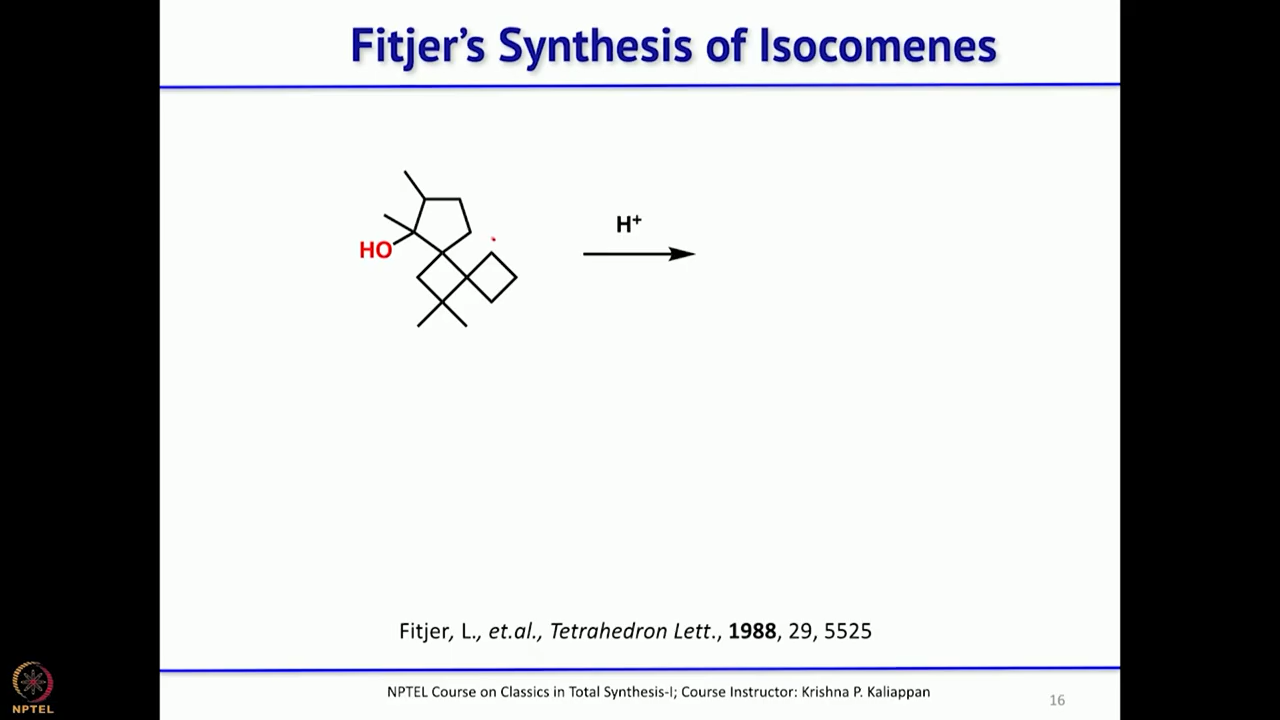 Fitjer's Synthesis of Isocomenes
HO
H+
Fitjer, L., et.al., Tetrahedron Lett., 1988, 29, 5525
NPTEL Course on Classics in Total Synthesis-I; Course Instructor: Krishna P. Kaliappan
16
NPTEL